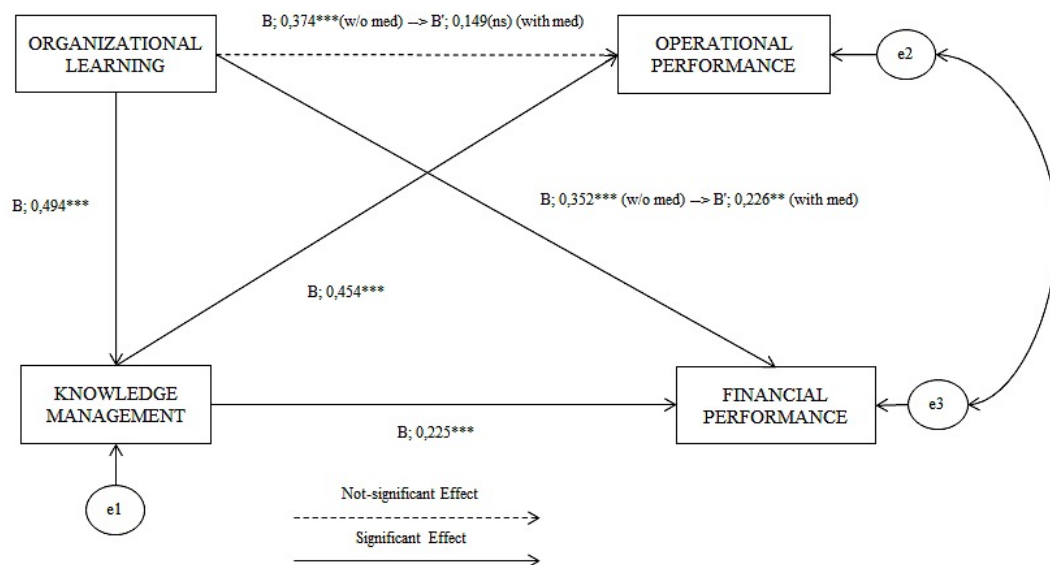 B; 0,374***(w/o med) --> B'; 0,149(ns) (with med)
ORGANIZATIONAL
LEARNING
OPERATIONAL
PERFORMANCE
e2
B; 0,494***
B; 0,352*** (w/o med) --> B'; 0,226** (with med)
B; 0,454***
KNOWLEDGE
MANAGEMENT
FINANCIAL
PERFORMANCE
e3
B; 0,225***
e1
Not-significant Effect
Significant Effect